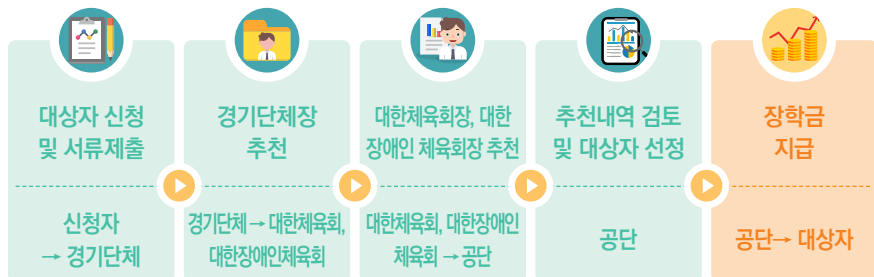 대상자 신청
및 서류제출
신청자
→ 경기단체
경기단체장
추천
경기단체 → 대한체육회,
대한장애인체육회
대한체육회장, 대한
장애인 체육회장 추천
대한체육회, 대한장애인
체육회 → 공단
추천내역 검토
및 대상자 선정
공단
장학금
지급
공단→ 대상자